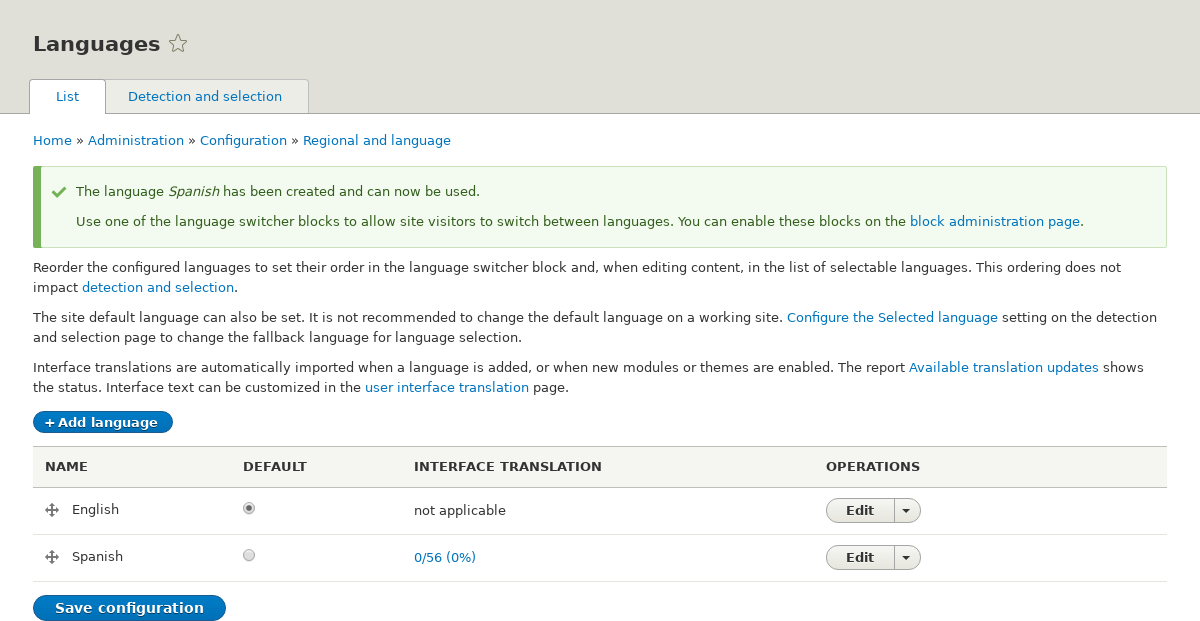 Languages
List Detection and selection
Home » Administration » Configuration » Regional and language
The language Spanish has been created and can now be used.
Use one of the language switcher blocks to allow site visitors to switch between languages. You can enable these blocks on the block administration page.
Reorder the configured languages to set their order in the language switcher block and, when editing content, in the list of selectable languages. This ordering does not
impact detection and selection.
The site default language can also be set. It is not recommended to change the default language on a working site. Configure the Selected language setting on the detection
and selection page to change the fallback language for language selection.
Interface translations are automatically imported when a language is added, or when new modules or themes are enabled. The report Available translation updates shows
the status. Interface text can be customized in the user interface translation page.
+ Add language
NAME DEFAULT INTERFACE TRANSLATION OPERATIONS
English not applicable Edit
Spanish 0/56 (0%) Edit
Save configuration